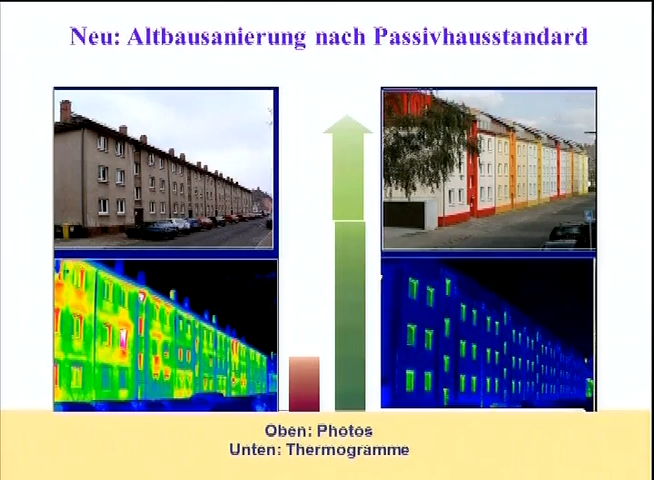 Neu: Altbausanierung nach Passivhausstandard
Oben: Photos
Unten: Thermogramme